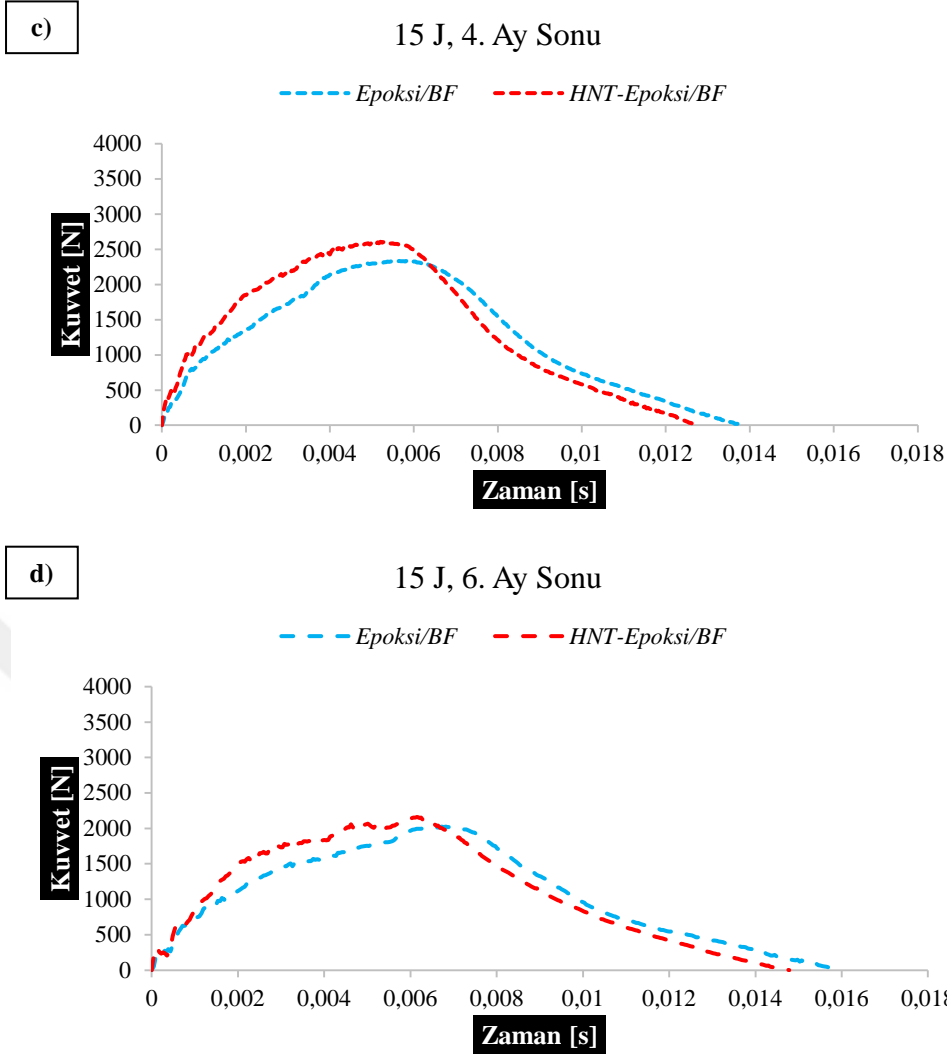 c)
15 J, 4. Ay Sonu
Epoksi/BF HNT-Epoksi/BF
4000
3500
3000
2500
2000
1500
1000
500
0
Kuvvet [N]
0 0,002 0,004 0,006 0,008 0,01 0,012 0,014 0,016 0,018
Zaman [s]
d)
15 J, 6. Ay Sonu
Epoksi/BF HNT-Epoksi/BF
4000
3500
3000
2500
2000
1500
1000
500
0
Kuvvet [N]
0 0,002 0,004 0,006 0,008 0,01 0,012 0,014 0,016 0,018
Zaman [s]